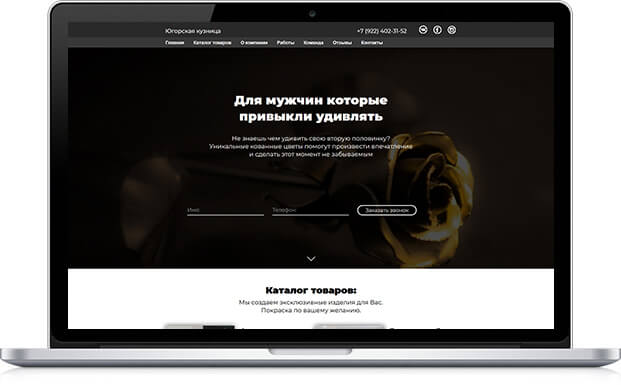 Югорская кузница
+7 (922) 402-31-52
Главная Каталог товаров О компании Работы Команда Отзывы Контакты
Для мужчин которые
привыкли удивлять
Не знаешь чем удивить свою вторую половинку?
Уникальные кованные цветы помогут произвести впечатление
и сделать этот момент не забываемым
Имя Телефон Заказать звонок
Каталог товаров:
Мы создаем эксклюзивные изделия для Вас.
Покраска по вашему желанию.